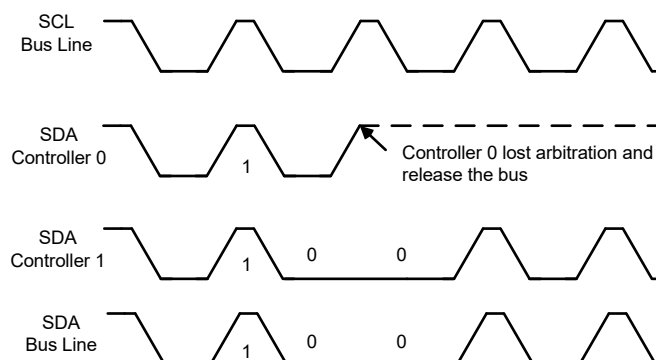 SCL
Bus Line
SDA
Controller 0
1
Controller 0 lost arbitration and
release the bus
SDA
Controller 1
1
0
0
SDA
Bus Line
1
0
0